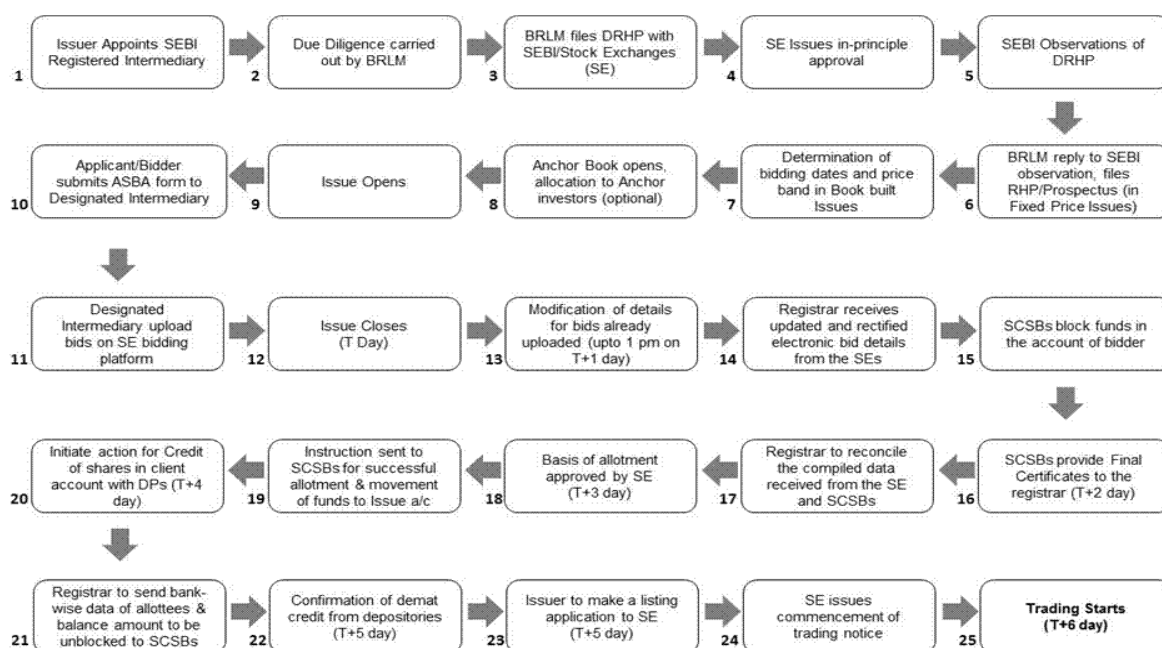 1
Issuer Appoints SEBI
Registered Intermediary
2
Due Diligence carried
out by BRLM
3
BRLM files DRHP with
SEBI/Stock Exchanges
(SE)
4
SE Issues in-principle
approval
5
SEBI Observations of
DRHP
6
BRLM reply to SEBI
observation, files
RHP/Prospectus (in
Fixed Price Issues)
7
Determination of
bidding dates and price
band in Book built
Issues
8
Anchor Book opens,
allocation to Anchor
investors (optional)
9
Issue Opens
10
Applicant/Bidder
submits ASBA form to
Designated Intermediary
11
Designated
Intermediary upload
bids on SE bidding
platform
12
Issue Closes
(T Day)
13
Modification of details
for bids already
uploaded (upto 1 pm on
T+1 day)
14
Registrar receives
updated and rectified
electronic bid details
from the SEs
15
SCSBs block funds in
the account of bidder
16
SCSBs provide Final
Certificates to the
registrar (T+2 day)
17
Registrar to reconcile
the compiled data
received from the SE
and SCSBs
18
Basis of allotment
approved by SE
(T+3 day)
19
Instruction sent to
SCSBs for successful
allotment & movement
of funds to Issue a/c
20
Initiate action for Credit
of shares in client
account with DPs (T+4
day)
21
Registrar to send bank-
wise data of allottees &
balance amount to be
unblocked to SCSBs
22
Confirmation of demat
credit from depositories
(T+5 day)
23
Issuer to make a listing
application to SE
(T+5 day)
24
SE issues
commencement of
trading notice
25
Trading Starts
(T+6 day)